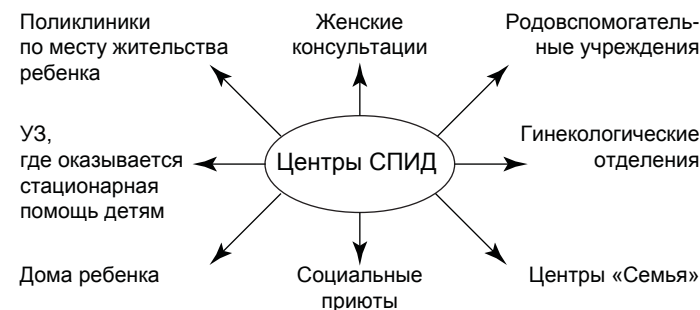 Поликлиники
по месту жительства
ребенка
Женские
консультации
Родовспомогатель-
ные учреждения
УЗ,
где оказывается
стационарная
помощь детям
Центры СПИД
Гинекологические
отделения
Дома ребенка
Социальные
приюты
Центры «Семья»